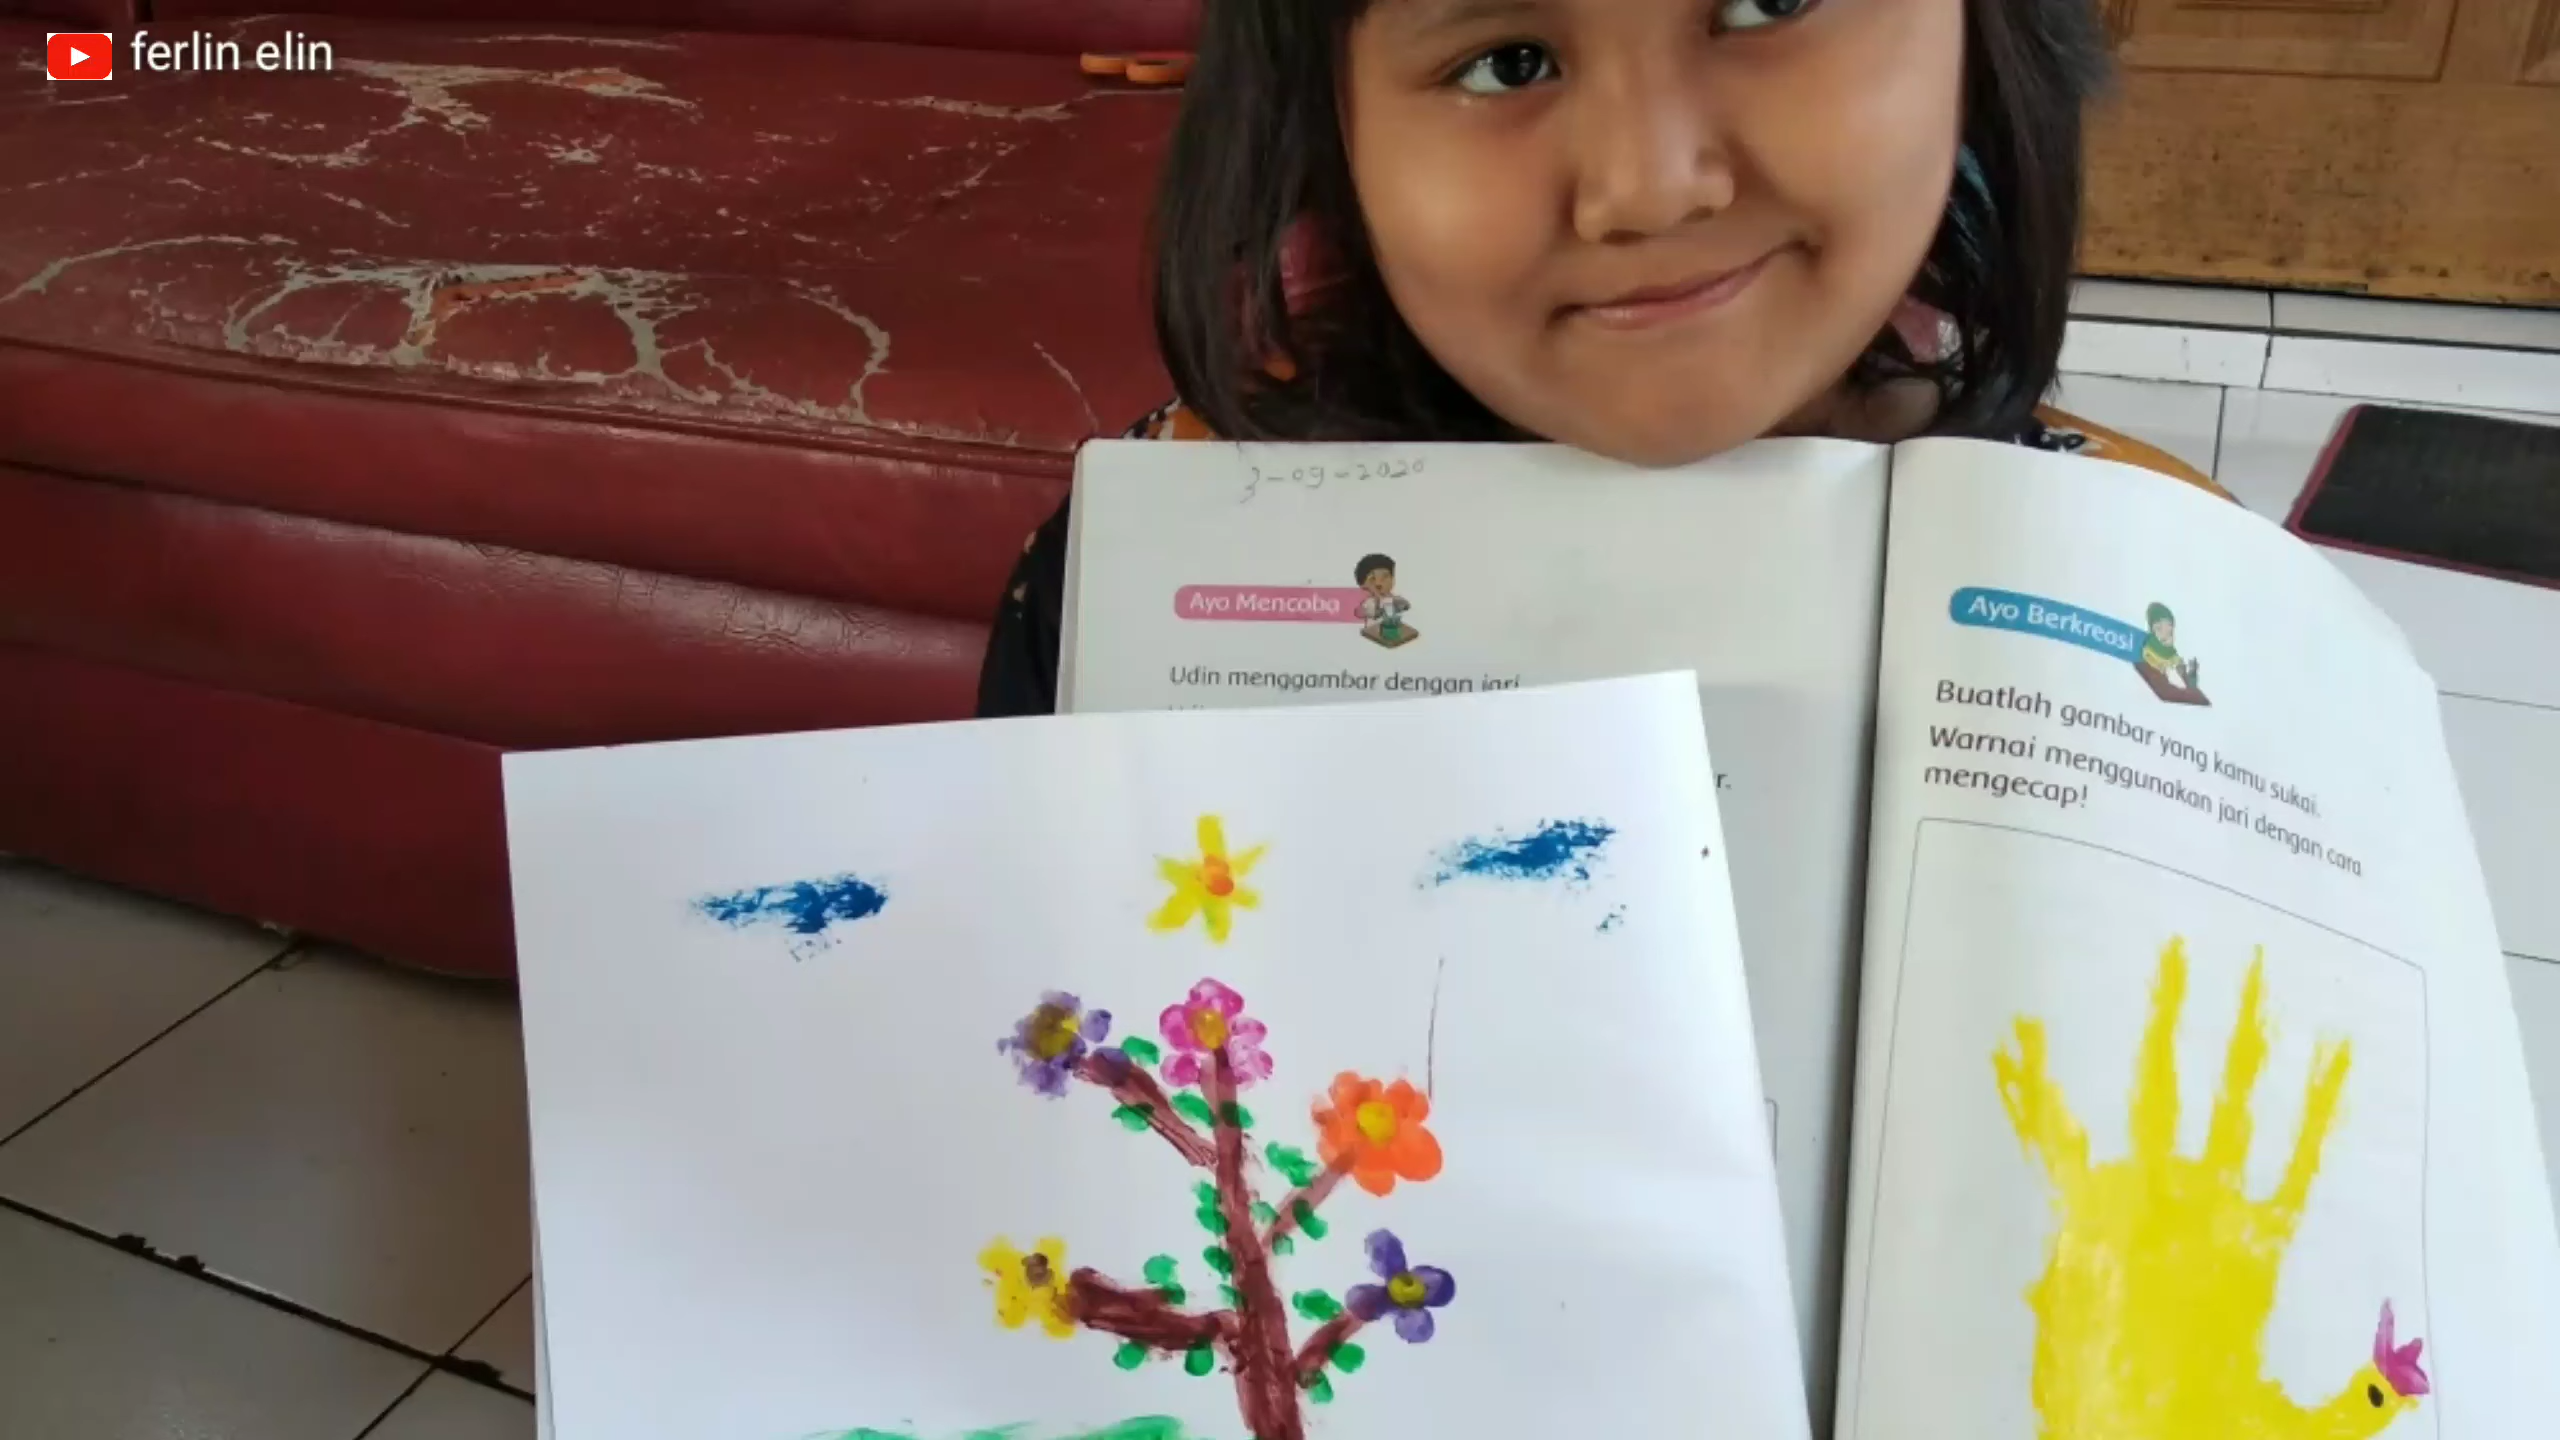 ferlin elin
3-09-2020
Ayo Mencoba
Udin menggambar dengan jari
r.
Ayo Berkreasi
Buatlah gambar yang kamu sukai.
Warnai menggunakan jari dengan cara
mengecap!